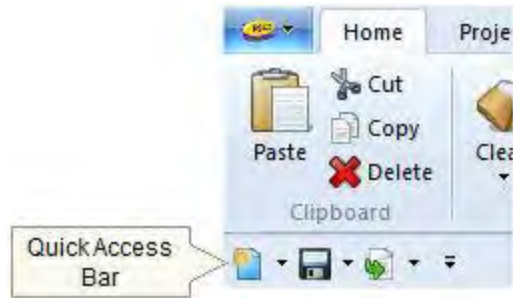 Home Proje
Cut
Copy
Paste
Clea
Delete
Clipboard
Quick Access
Bar